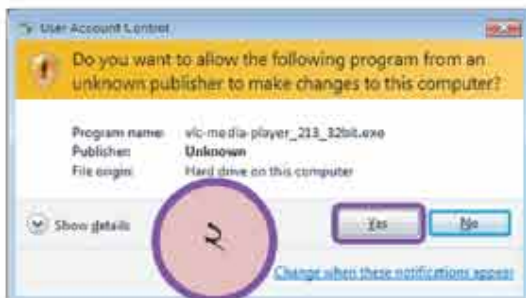 User Account Control
Do you want to allow the following program from an
unknown publisher to make changes to this computer?
Program name: vlc-media-player_213_32bit.exe
Publisher: Unknown
File origin: Hard drive on this computer
Show details
২
Yes
No
Change when these notifications appear